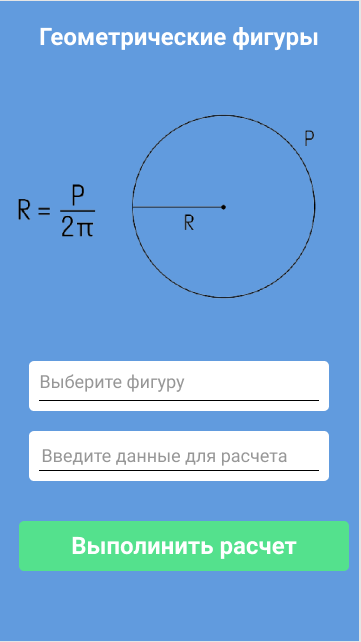 Геометрические фигуры
P
R = P / 2π
R
Выберите фигуру
Введите данные для расчета
Выполинить расчет